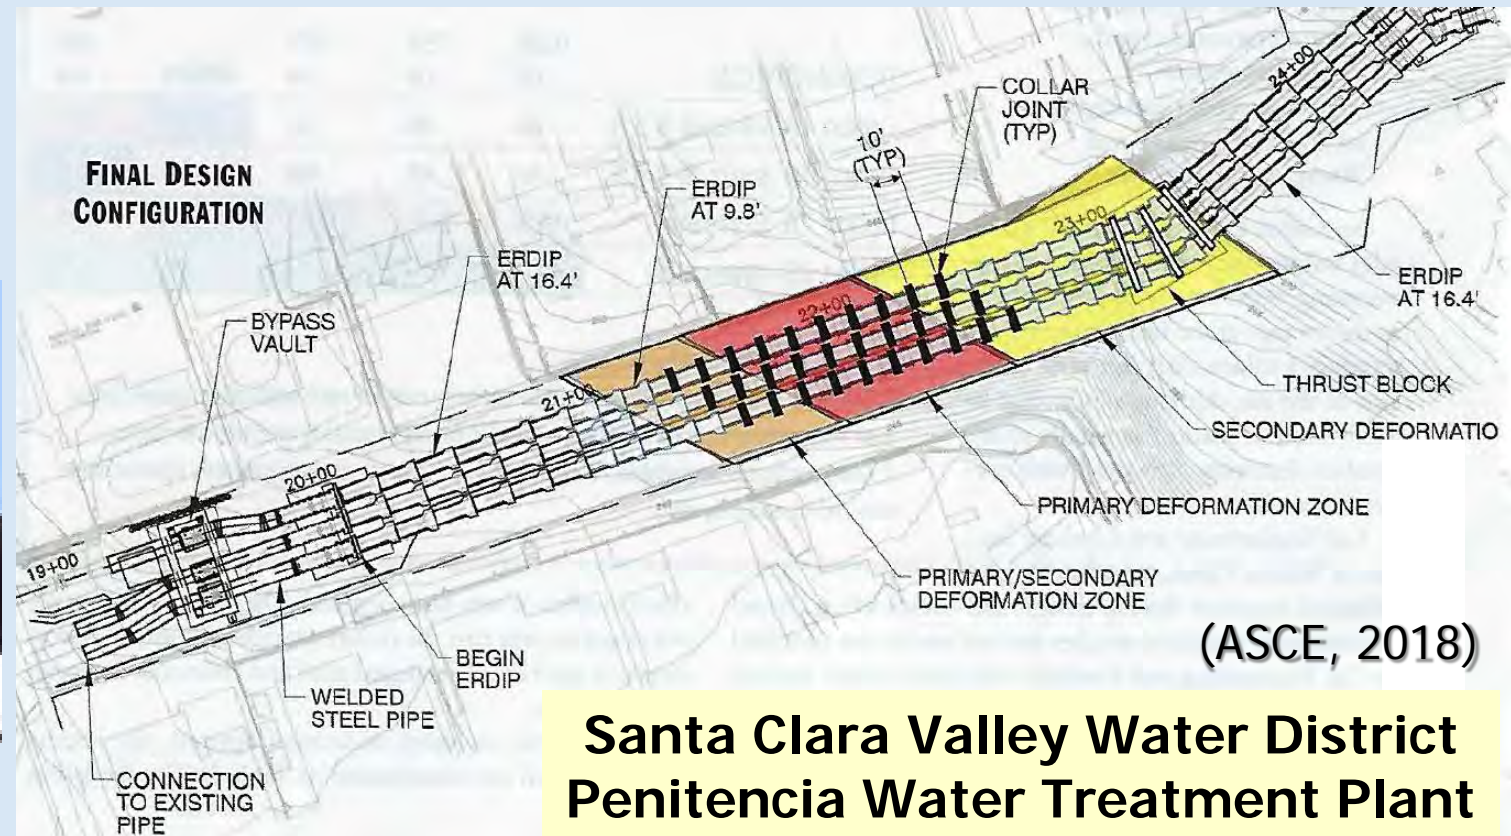 FINAL DESIGN
CONFIGURATION
COLLAR
JOINT
(TYP)
10'
(TYP)
24+00
ERDIP
AT 9.8'
23+00
ERDIP
AT 16.4'
ERDIP
AT 16.4'
BYPASS
VAULT
22+00
THRUST BLOCK
21+00
SECONDARY DEFORMATIO
20+00
PRIMARY DEFORMATION ZONE
19+00
PRIMARY/SECONDARY
DEFORMATION ZONE
(ASCE, 2018)
BEGIN
ERDIP
WELDED
STEEL PIPE
Santa Clara Valley Water District
Penitencia Water Treatment Plant
CONNECTION
TO EXISTING
PIPE